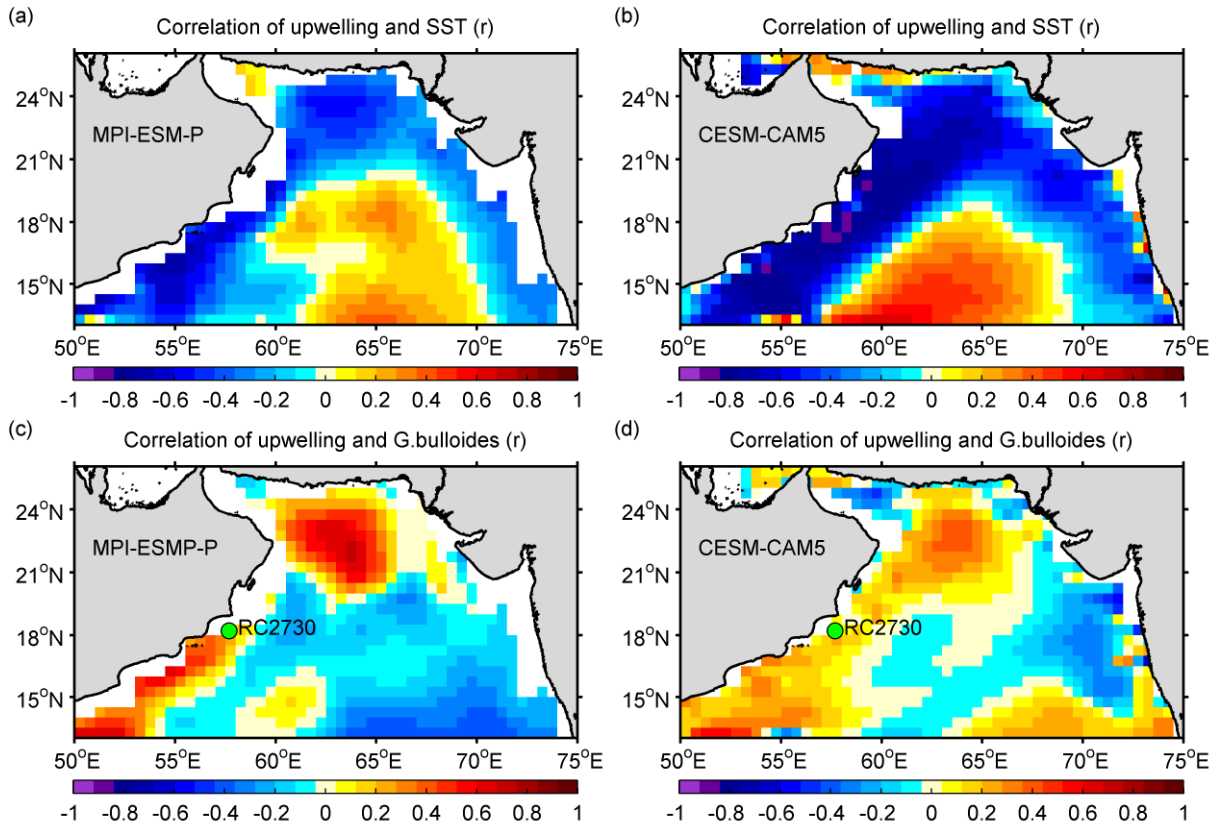 (a)
Correlation of upwelling and SST (r)
24°N
MPI-ESM-P
21°N
18°N
15°N
50°E 55°E 60°E 65°E 70°E 75°E
-1 -0.8 -0.6 -0.4 -0.2 0 0.2 0.4 0.6 0.8 1
(b)
Correlation of upwelling and SST (r)
24°N
CESM-CAM5
21°N
18°N
15°N
50°E 55°E 60°E 65°E 70°E 75°E
-1 -0.8 -0.6 -0.4 -0.2 0 0.2 0.4 0.6 0.8 1
(c)
Correlation of upwelling and G.bulloides (r)
24°N
MPI-ESMP-P
21°N
RC2730
18°N
15°N
50°E 55°E 60°E 65°E 70°E 75°E
-1 -0.8 -0.6 -0.4 -0.2 0 0.2 0.4 0.6 0.8 1
(d)
Correlation of upwelling and G.bulloides (r)
24°N
CESM-CAM5
21°N
RC2730
18°N
15°N
50°E 55°E 60°E 65°E 70°E 75°E
-1 -0.8 -0.6 -0.4 -0.2 0 0.2 0.4 0.6 0.8 1